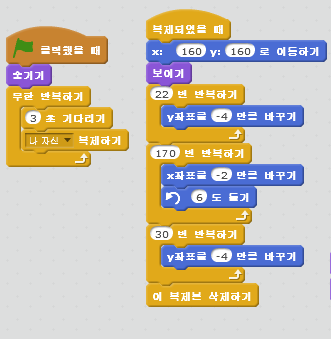 클릭했을 때
숨기기
무한 반복하기
3 초 기다리기
나 자신 복제하기
복제되었을 때
x: 160 y: 160 로 이동하기
보이기
22 번 반복하기
y좌표를 -4 만큼 바꾸기
170 번 반복하기
x좌표를 -2 만큼 바꾸기
6 도 돌기
30 번 반복하기
y좌표를 -4 만큼 바꾸기
이 복제본 삭제하기